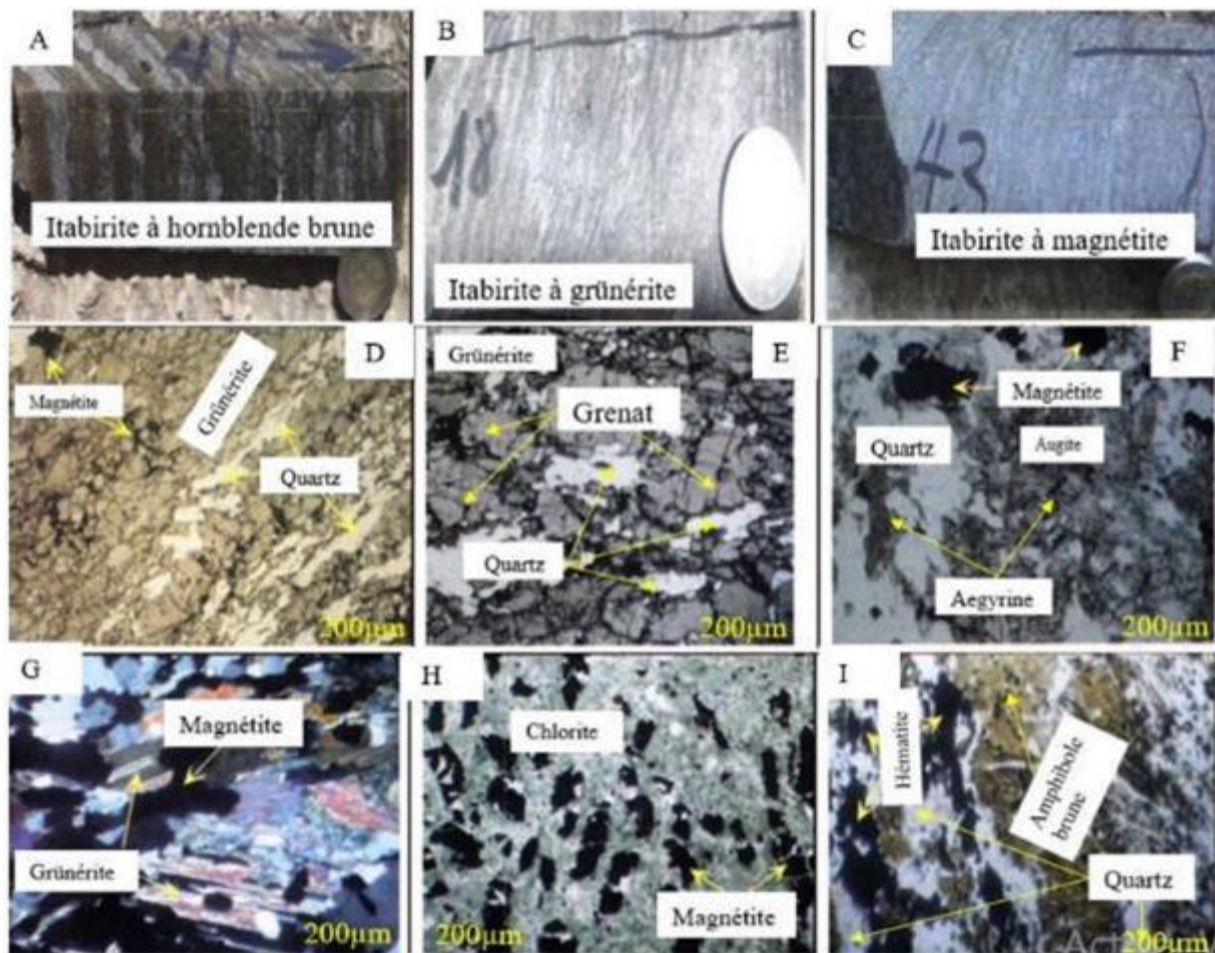 A
41
Itabirite à hornblende brune
B
18
Itabirite à grünérite
C
43
Itabirite à magnétite
D
Magnétite
Grünérite
Quartz
200µm
E
Grünérite
Grenat
Quartz
200µm
F
Magnétite
Quartz
Augite
Aegyrine
200µm
G
Magnétite
Grünérite
200µm
H
Chlorite
Magnétite
200µm
I
Hématite
Amphibole
brune
Quartz
200µm